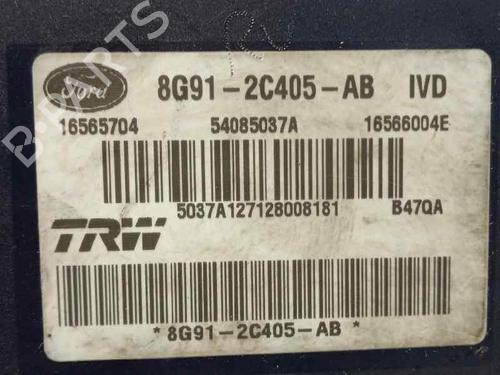 Ford 8G91-2C405-AB IVD
16565704 54085037A 16566004E
5037A127128008181 B47QA
TRW
*8G91-2C405-AB*
B-PARTS